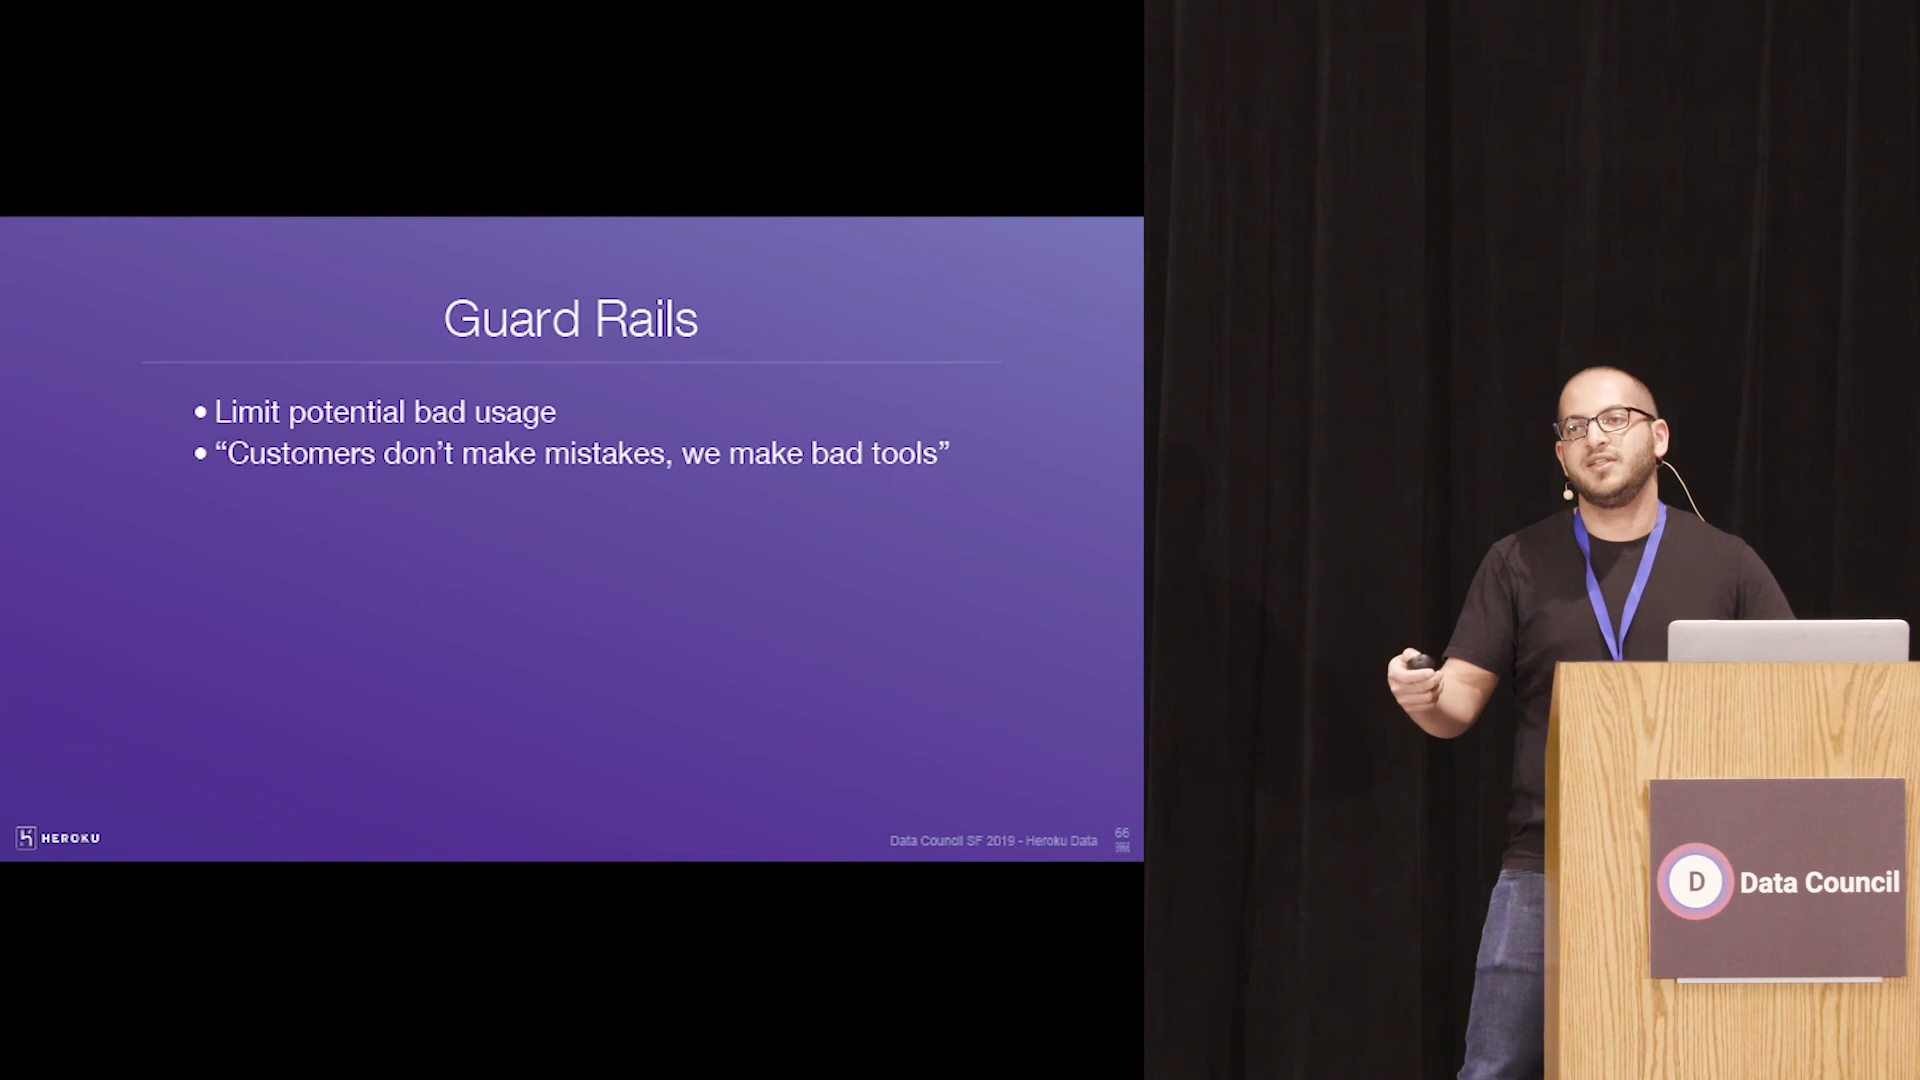 Guard Rails
• Limit potential bad usage
• “Customers don’t make mistakes, we make bad tools”
HEROKU
Data Council SF 2019 - Heroku Data
66
D Data Council